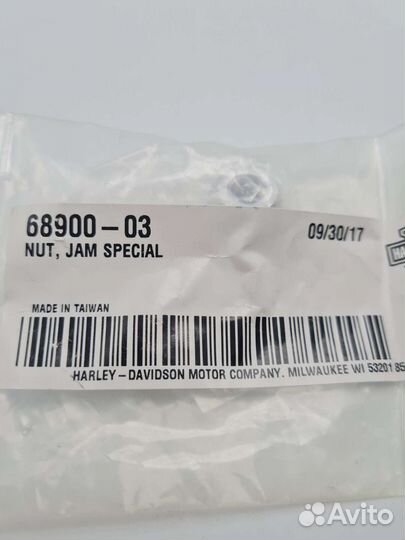 68900-03
09/30/17
NUT, JAM SPECIAL
MADE IN TAIWAN
HARLEY-DAVIDSON MOTOR COMPANY. MILWAUKEE WI 53201 85
Avito